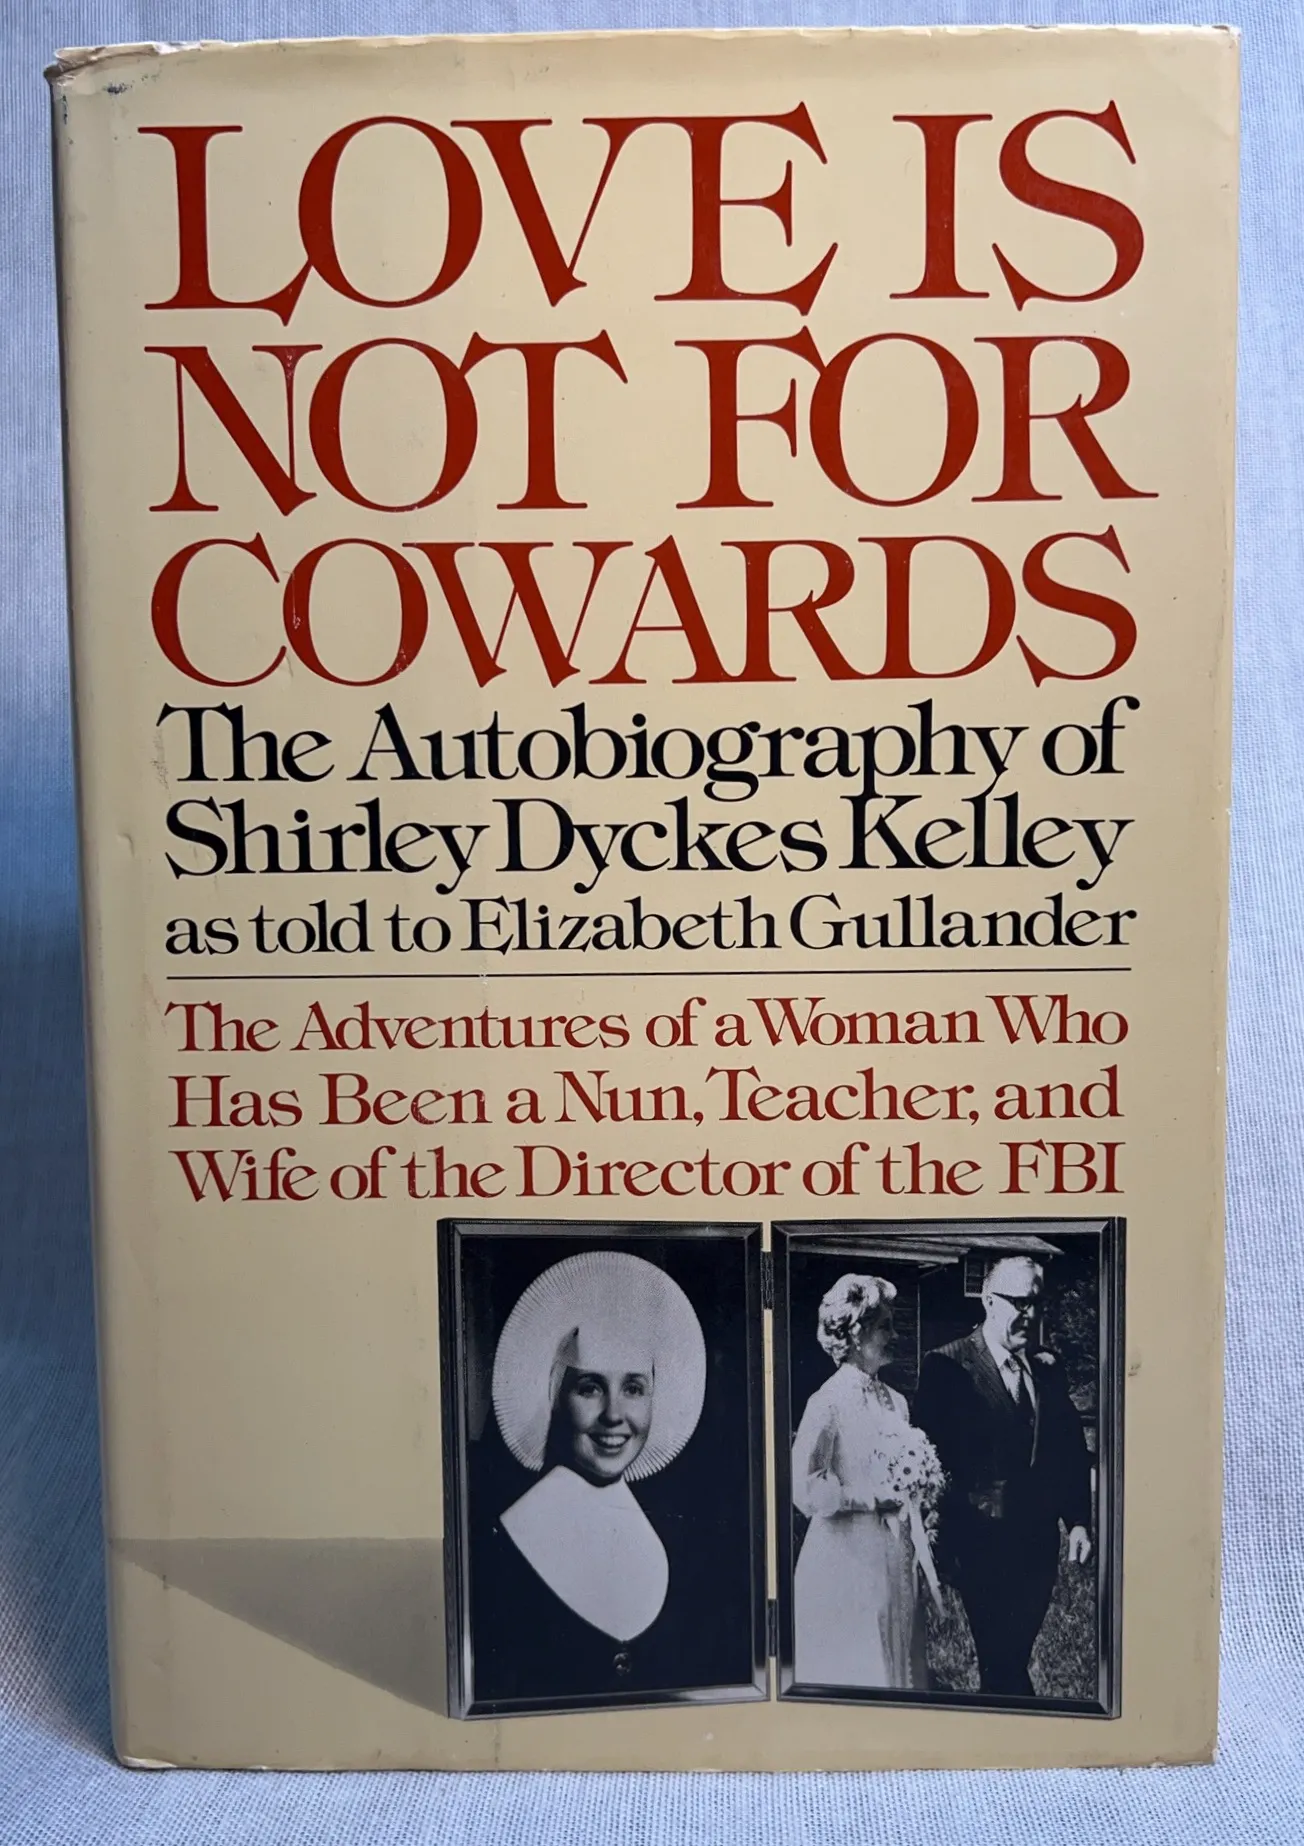 LOVE IS
NOT FOR
COWARDS
The Autobiography of
Shirley Dyckes Kelley
as told to Elizabeth Gullander
The Adventures of a Woman Who
Has Been a Nun, Teacher, and
Wife of the Director of the FBI